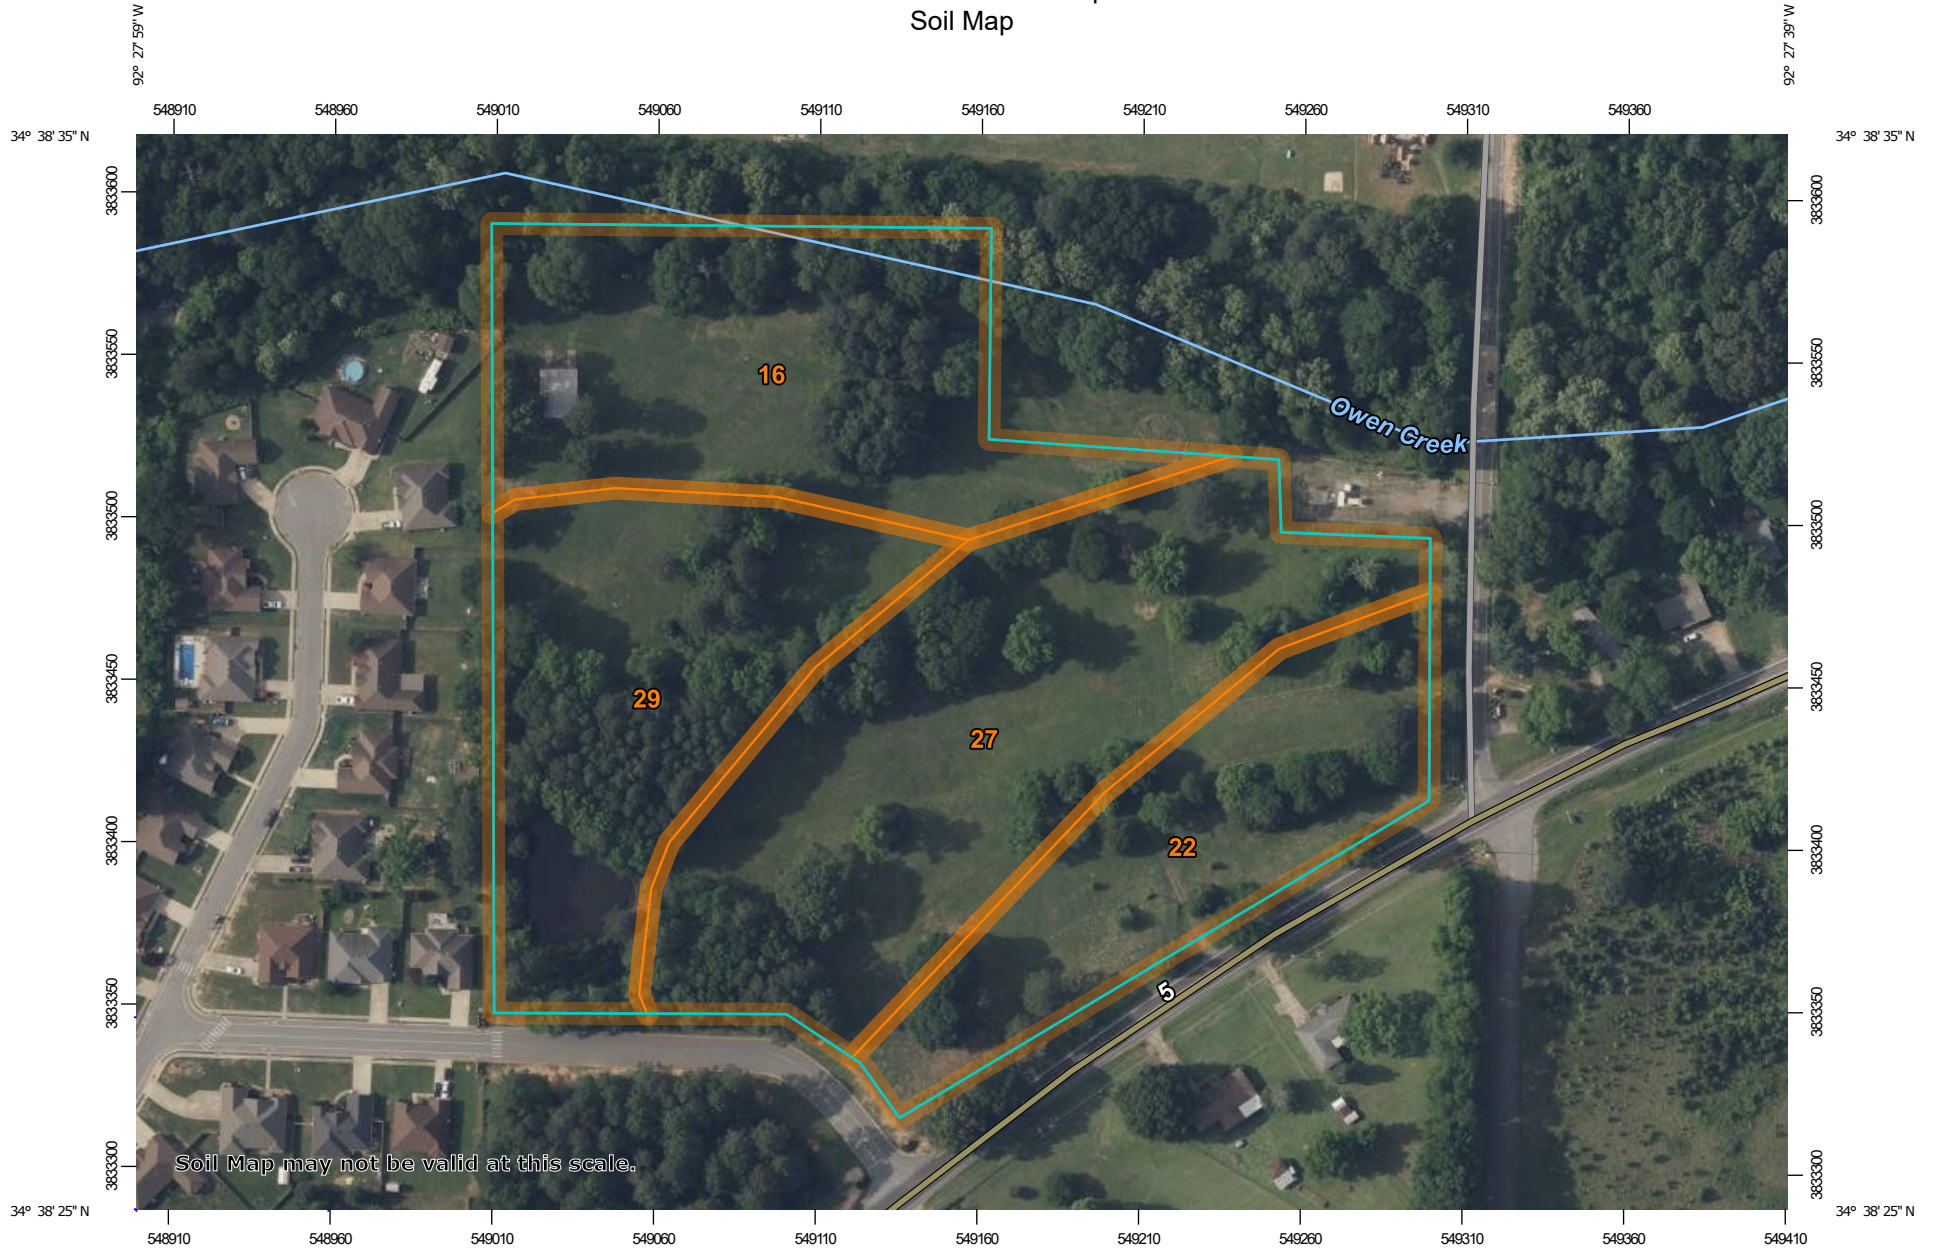 Soil Map
92° 27' 59'' W
92° 27' 39'' W
548910 548960 549010 549060 549110 549160 549210 549260 549310 549360
34° 38' 35'' N
34° 38' 35'' N
3833600
3833600
3833550
3833550
16
Owen Creek
3833500
3833500
29
3833450
3833450
27
3833400
3833400
22
5
3833350
3833350
Soil Map may not be valid at this scale.
3833300
3833300
34° 38' 25'' N
34° 38' 25'' N
548910 548960 549010 549060 549110 549160 549210 549260 549310 549360 549410